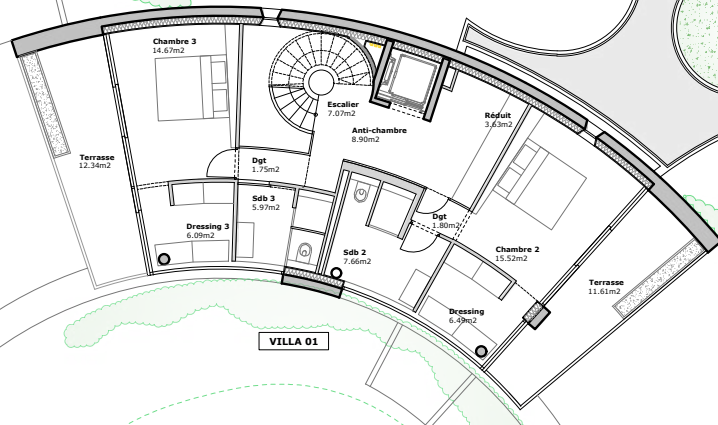 Chambre 3
14.67m2
Escalier
7.07m2
Anti-chambre
8.90m2
Réduit
3.63m2
Terrasse
12.34m2
Dgt
1.75m2
Sdb 3
5.97m2
Dressing 3
6.09m2
Dgt
1.80m2
Sdb 2
7.66m2
Chambre 2
15.52m2
Terrasse
11.61m2
Dressing
6.49m2
VILLA 01